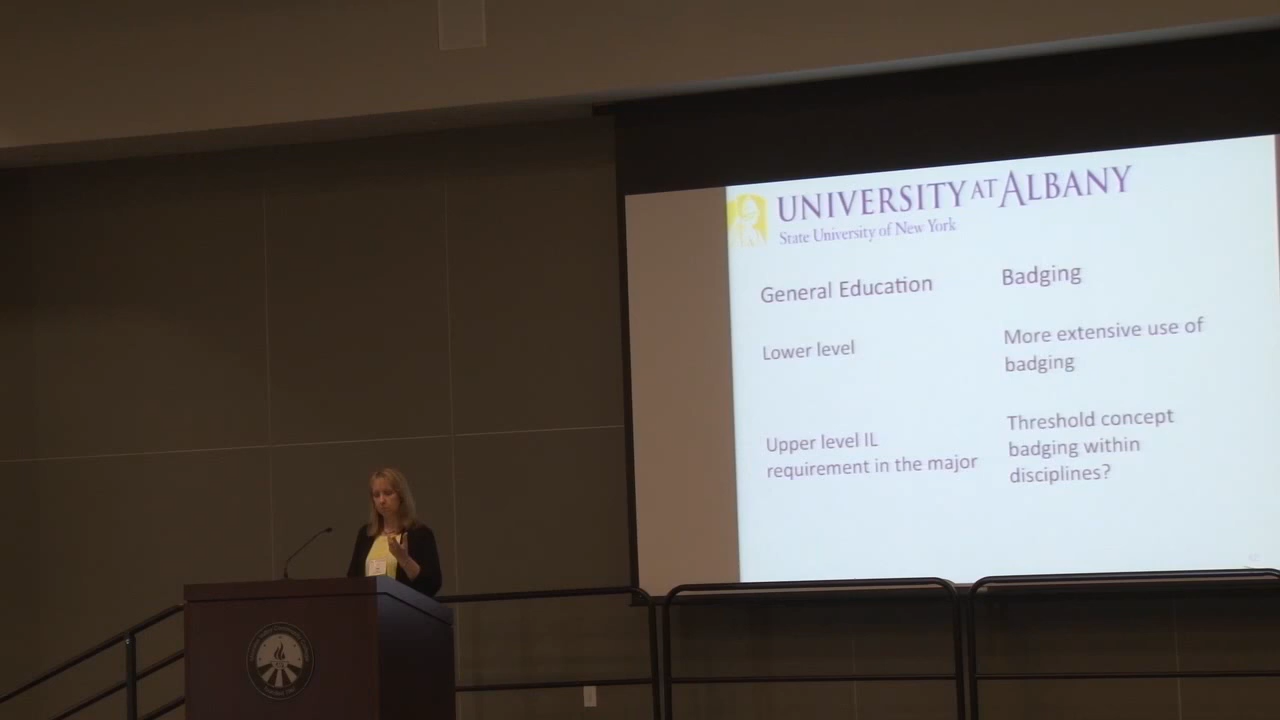 UNIVERSITY AT ALBANY
State University of New York
General Education
Badging
Lower level
More extensive use of
badging
Upper level IL
requirement in the major
Threshold concept
badging within
disciplines?